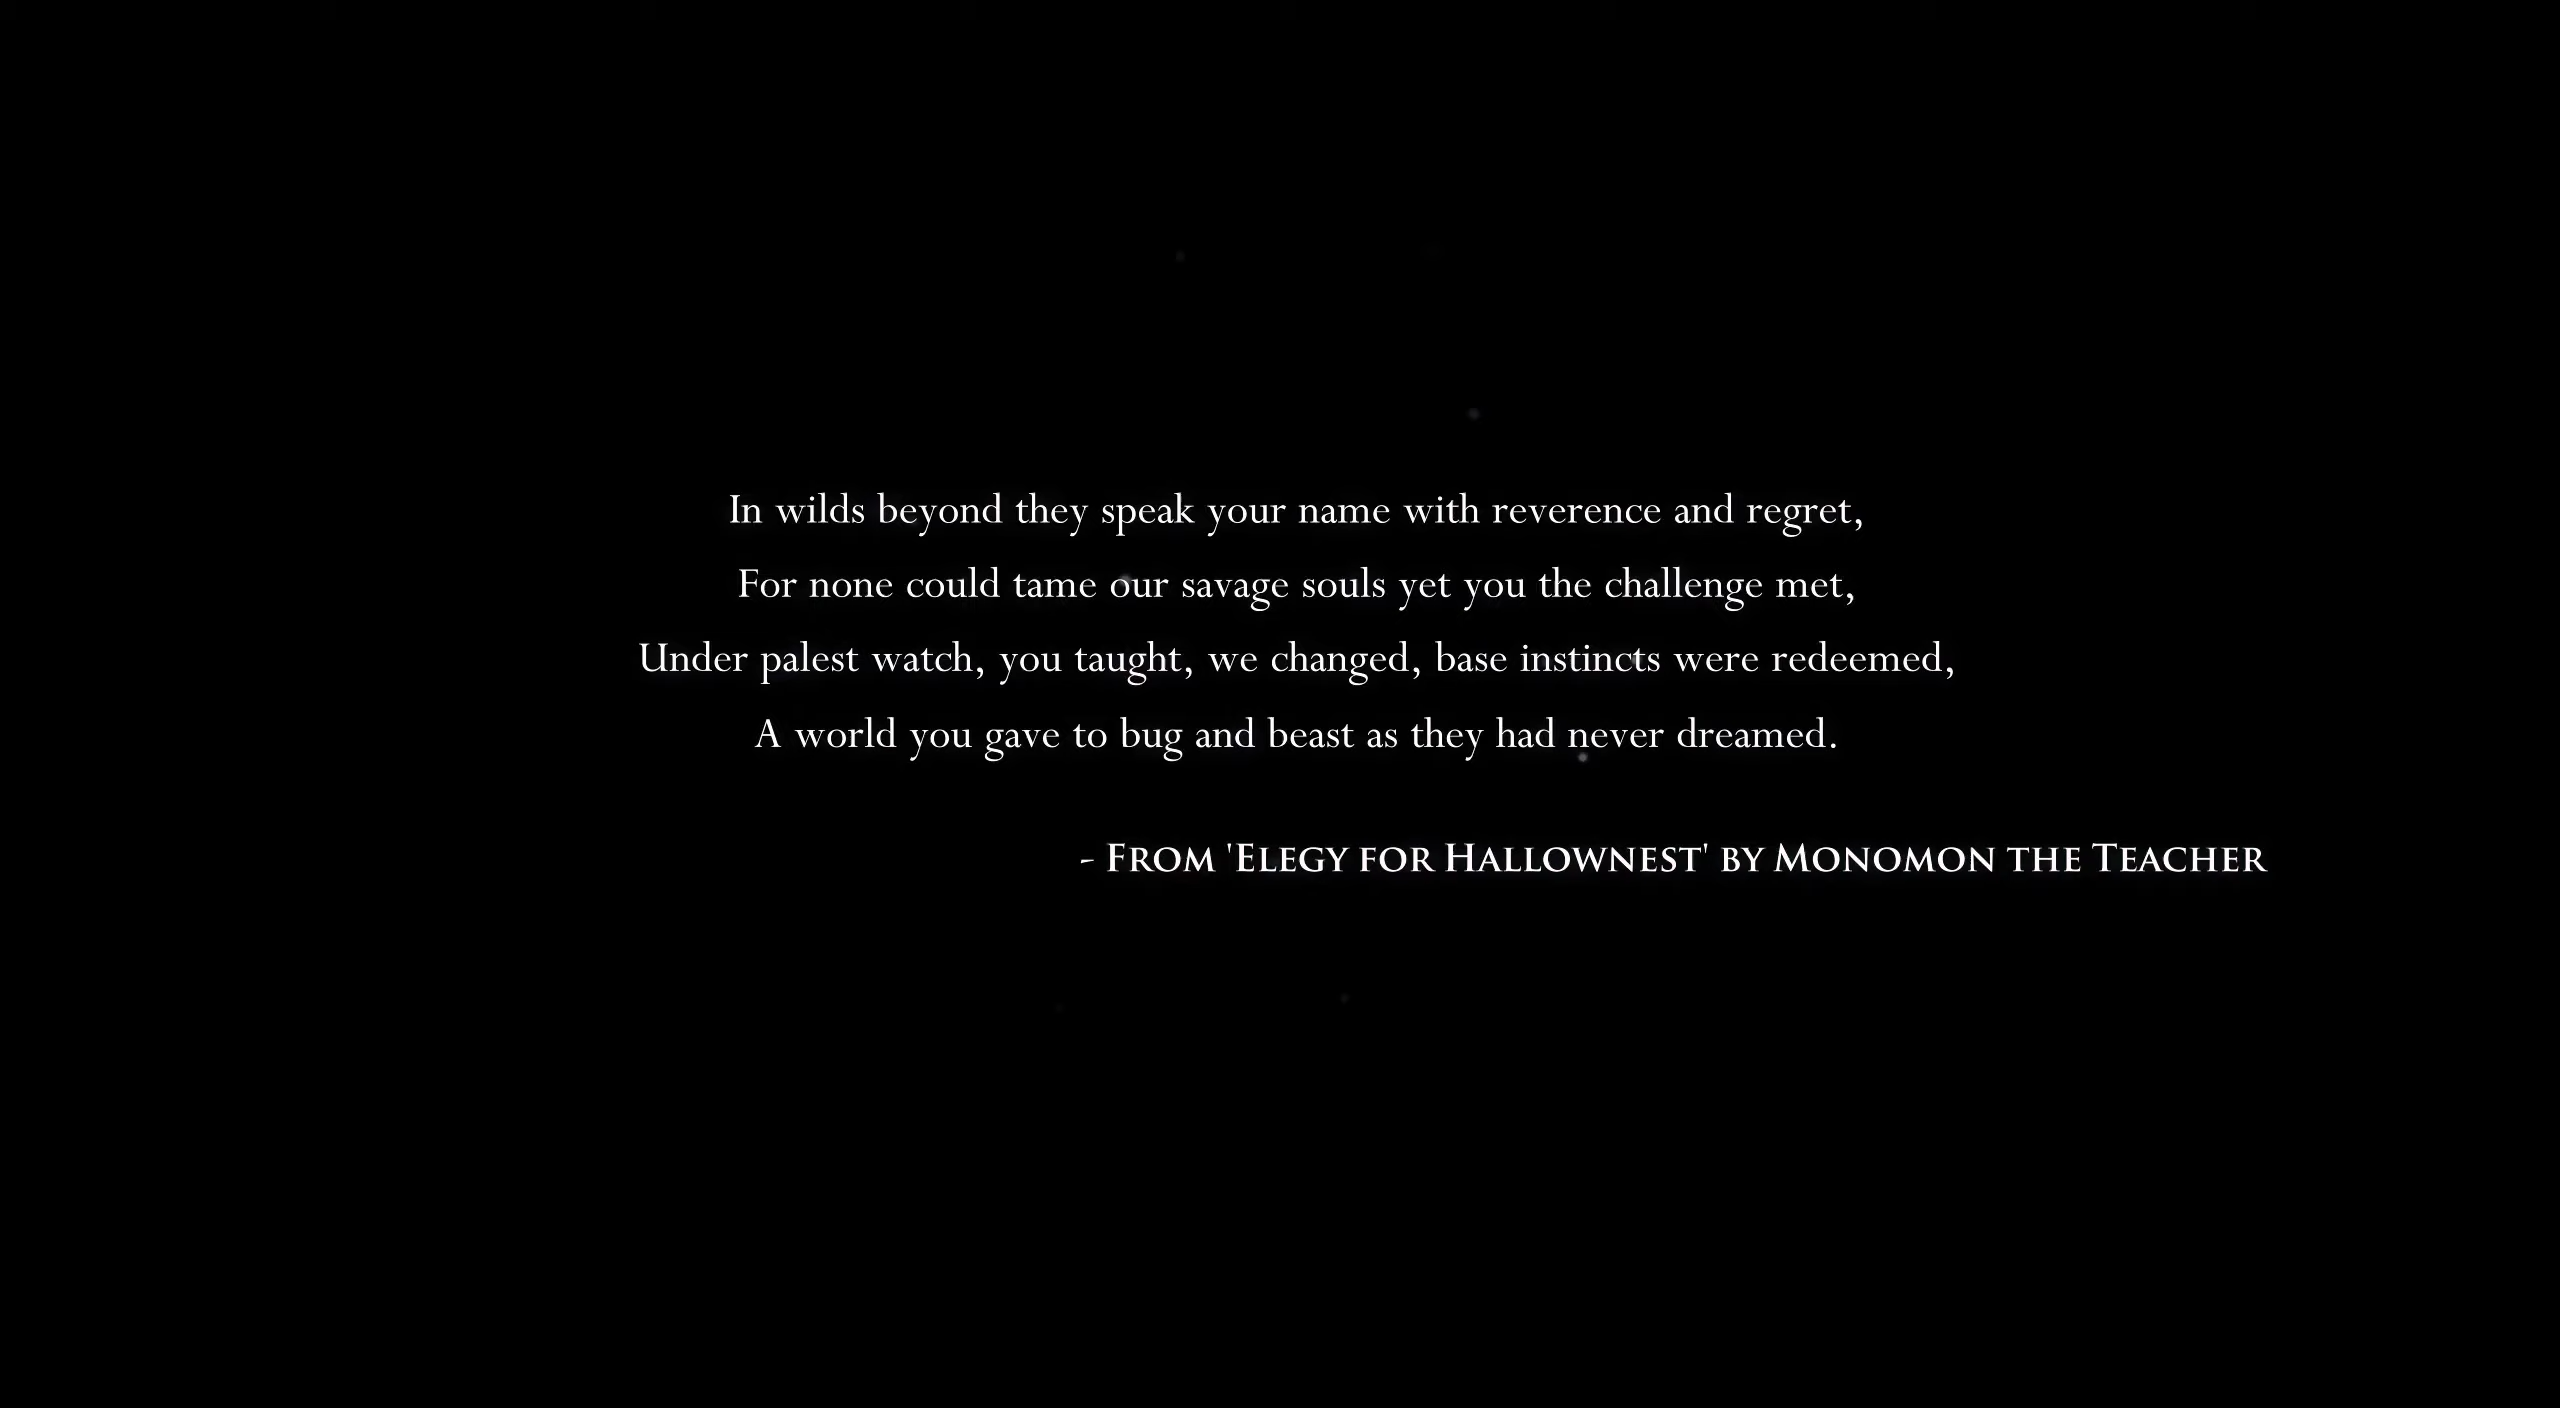 In wilds beyond they speak your name with reverence and regret,
For none could tame our savage souls yet you the challenge met,
Under palest watch, you taught, we changed, base instincts were redeemed,
A world you gave to bug and beast as they had never dreamed.
- From 'Elegy for Hallownest' by Monomon the Teacher